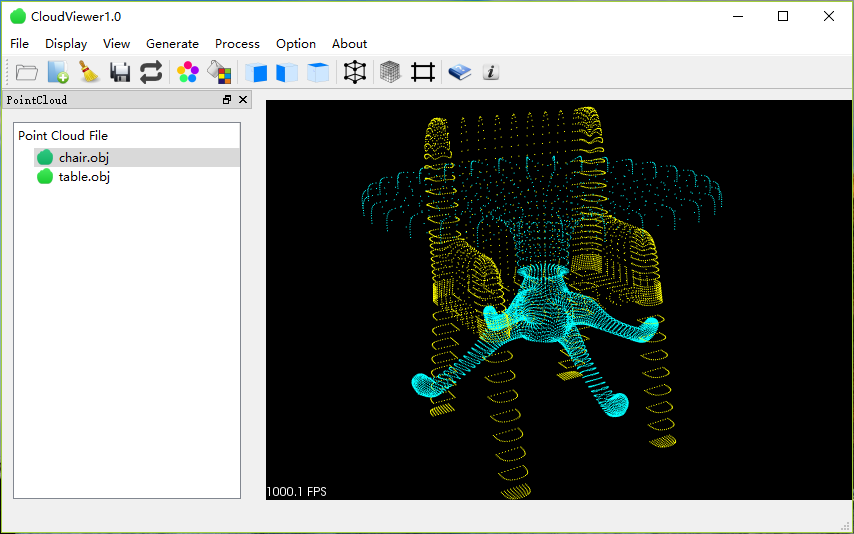 CloudViewer1.0
File Display View Generate Process Option About
PointCloud
Point Cloud File
chair.obj
table.obj
1000.1 FPS